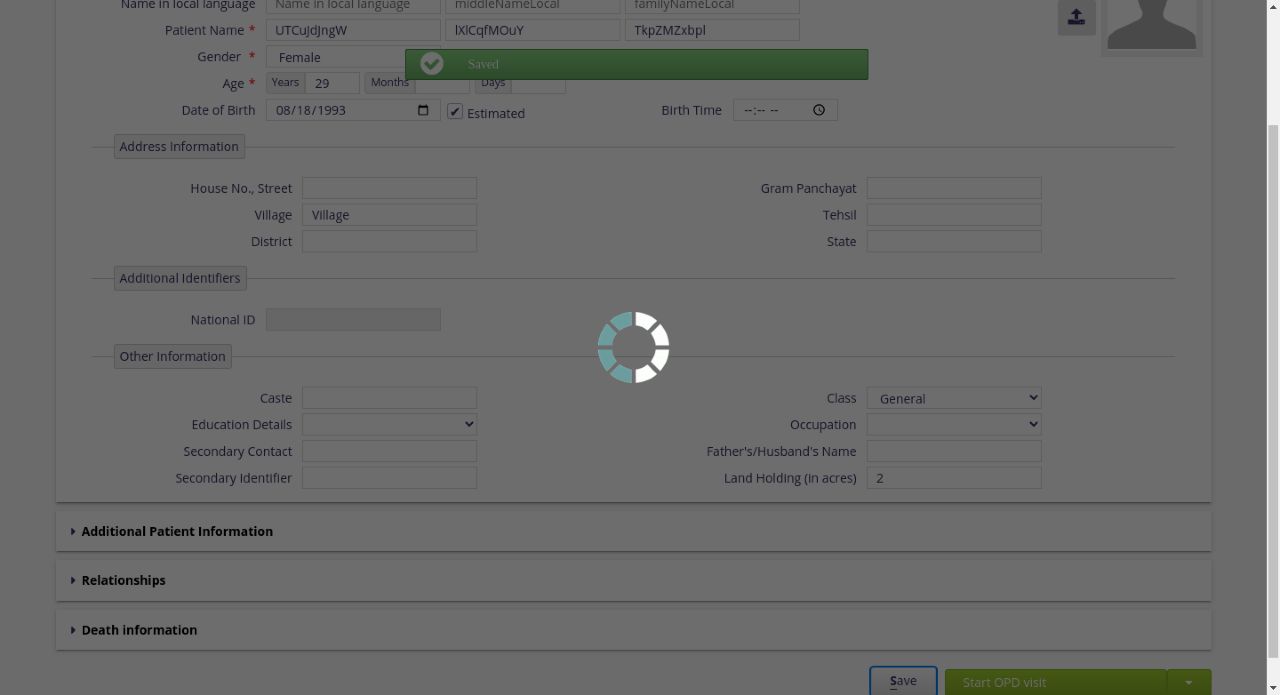 Name in local language Name in local language middleNameLocal familyNameLocal
Patient Name * UTCuJdJngW lXlCqfMOuY TkpZMZxbpl
Gender * Female
Saved
Age * Years 29 Months Days
Date of Birth 08/18/1993 Estimated Birth Time --:-- --
Address Information
House No., Street Gram Panchayat
Village Village Tehsil
District State
Additional Identifiers
National ID
Other Information
Caste Class General
Education Details Occupation
Secondary Contact Father's/Husband's Name
Secondary Identifier Land Holding (in acres) 2
Additional Patient Information
Relationships
Death information
Save Start OPD visit